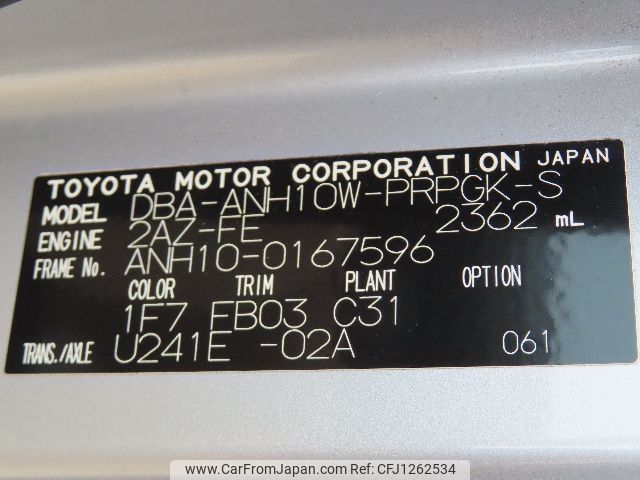 TOYOTA MOTOR CORPORATION JAPAN
MODEL DBA-ANH10W-PRPGK-S
ENGINE 2AZ-FE 2362 mL
FRAME No. ANH10-0167596
COLOR TRIM PLANT OPTION
1F7 FB03 C31
TRANS./AXLE U241E -02A 061
www.CarFromJapan.com ID:CFJ1262534